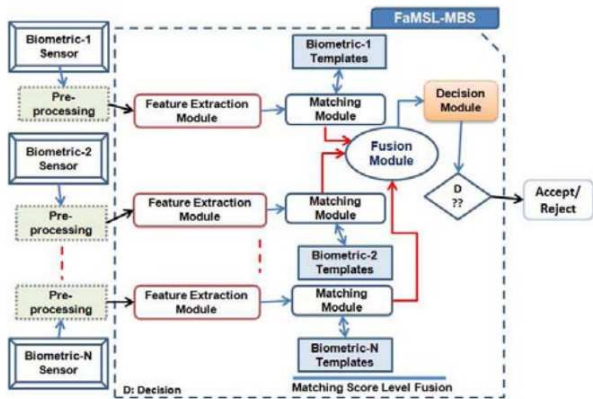 FaMSL-MBS
Biometric-1
Sensor
Biometric-1
Templates
Pre-
processing
Feature Extraction
Module
Matching
Module
Decision
Module
Biometric-2
Sensor
Fusion
Module
Pre-
processing
Feature Extraction
Module
Matching
Module
D
??
Accept/
Reject
Biometric-2
Templates
Pre-
processing
Feature Extraction
Module
Matching
Module
Biometric-N
Sensor
Biometric-N
Templates
D: Decision
Matching Score Level Fusion